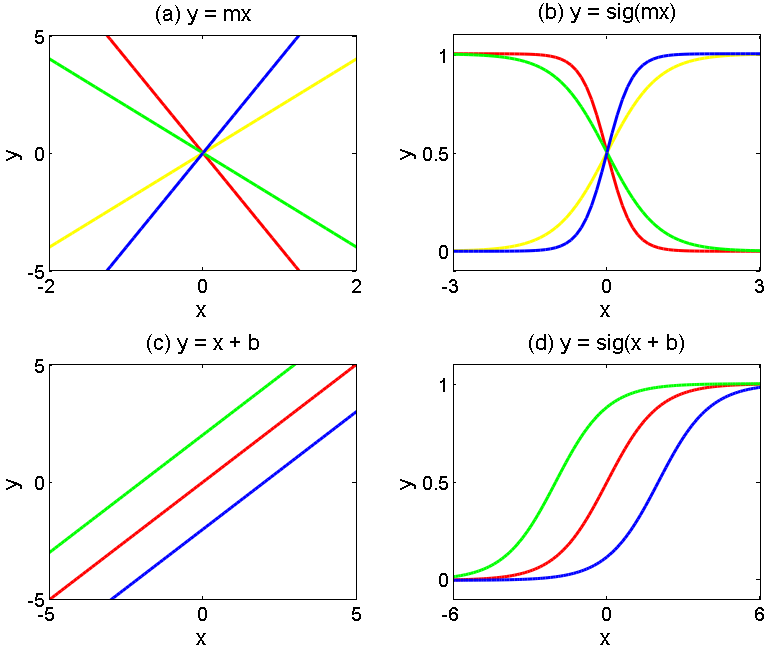 (a) y = mx
5
0
-5
y
-2
0
2
x
(b) y = sig(mx)
1
0.5
0
y
-3
0
3
x
(c) y = x + b
5
0
-5
y
-5
0
5
x
(d) y = sig(x + b)
1
0.5
0
y
-6
0
6
x